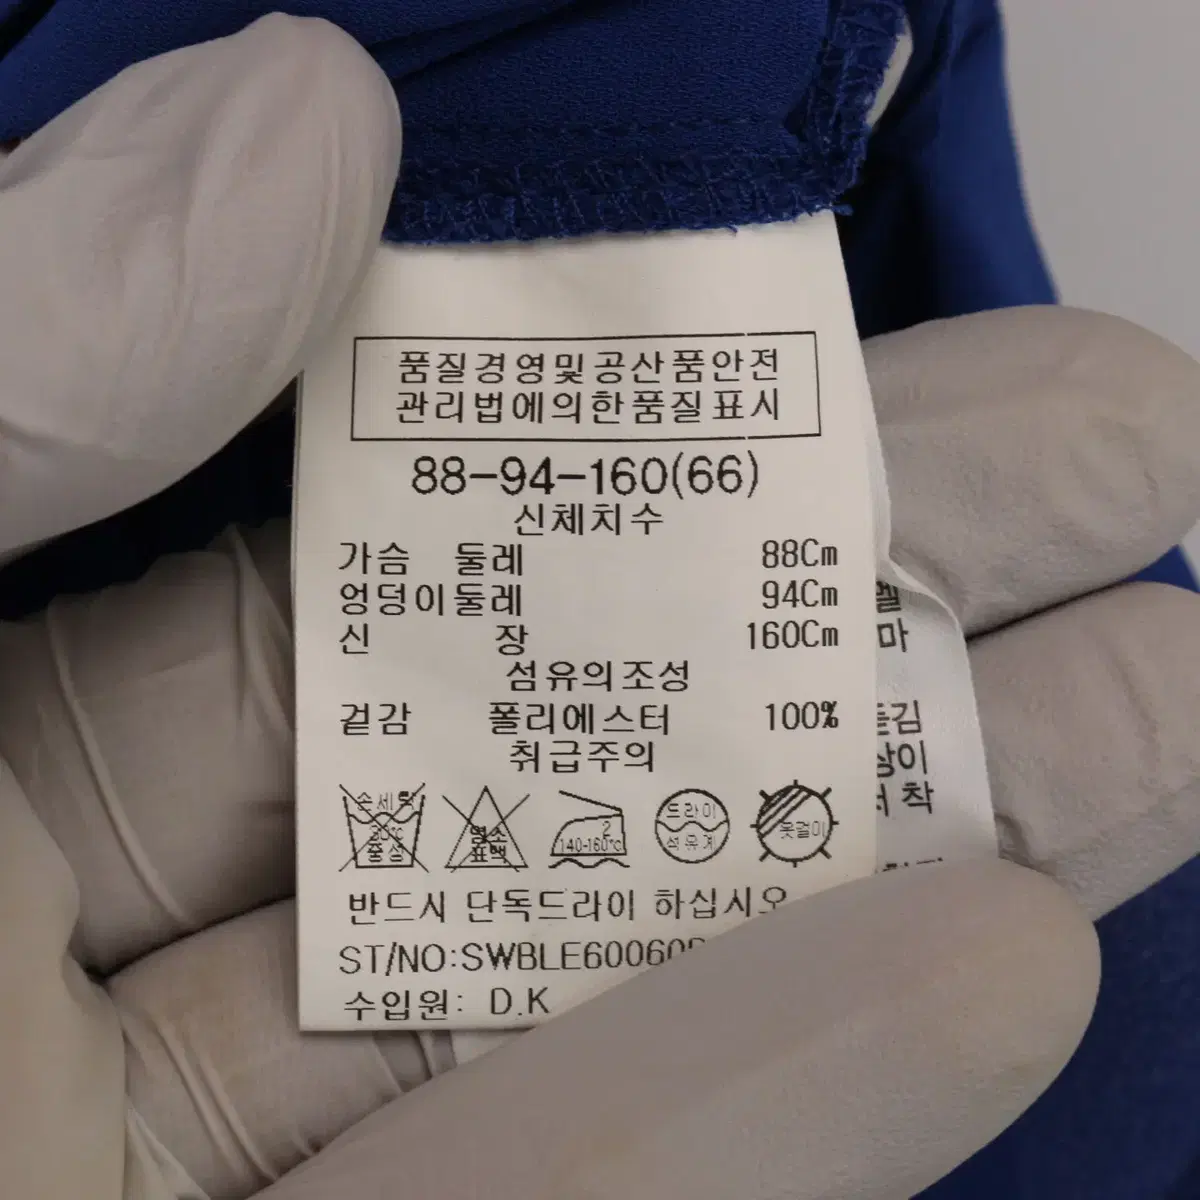 품질경영및공산품안전
관리법에의한품질표시
88-94-160(66)
신체치수
가슴 둘레 88Cm
엉덩이둘레 94Cm
신 장 160Cm
섬유의조성
겉감 폴리에스터 100%
취급주의
손세탁 30℃ 중성
염소 표백
2 140-160℃
드라이 석유계
옷걸이
반드시 단독드라이 하십시오
ST/NO:SWBLE60060
수입원: D.K
마
상이
착